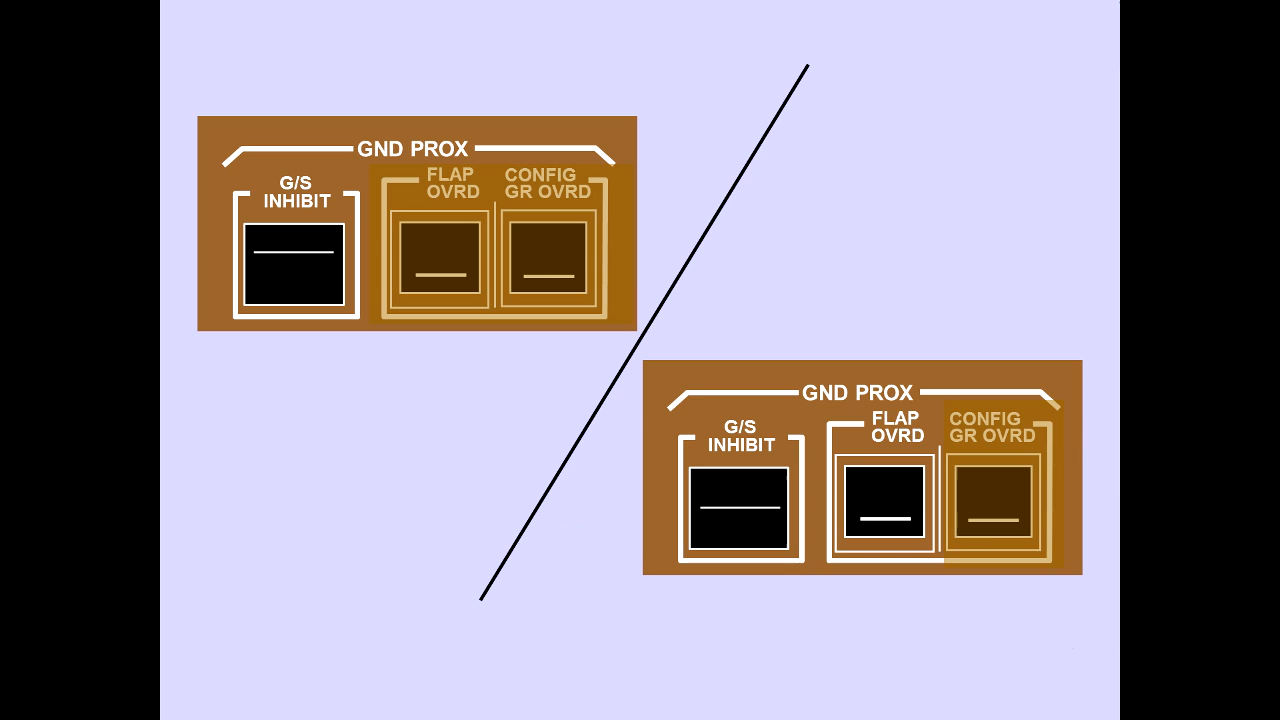 GND PROX
G/S
INHIBIT
FLAP
OVRD
CONFIG
GR OVRD
GND PROX
G/S
INHIBIT
FLAP
OVRD
CONFIG
GR OVRD